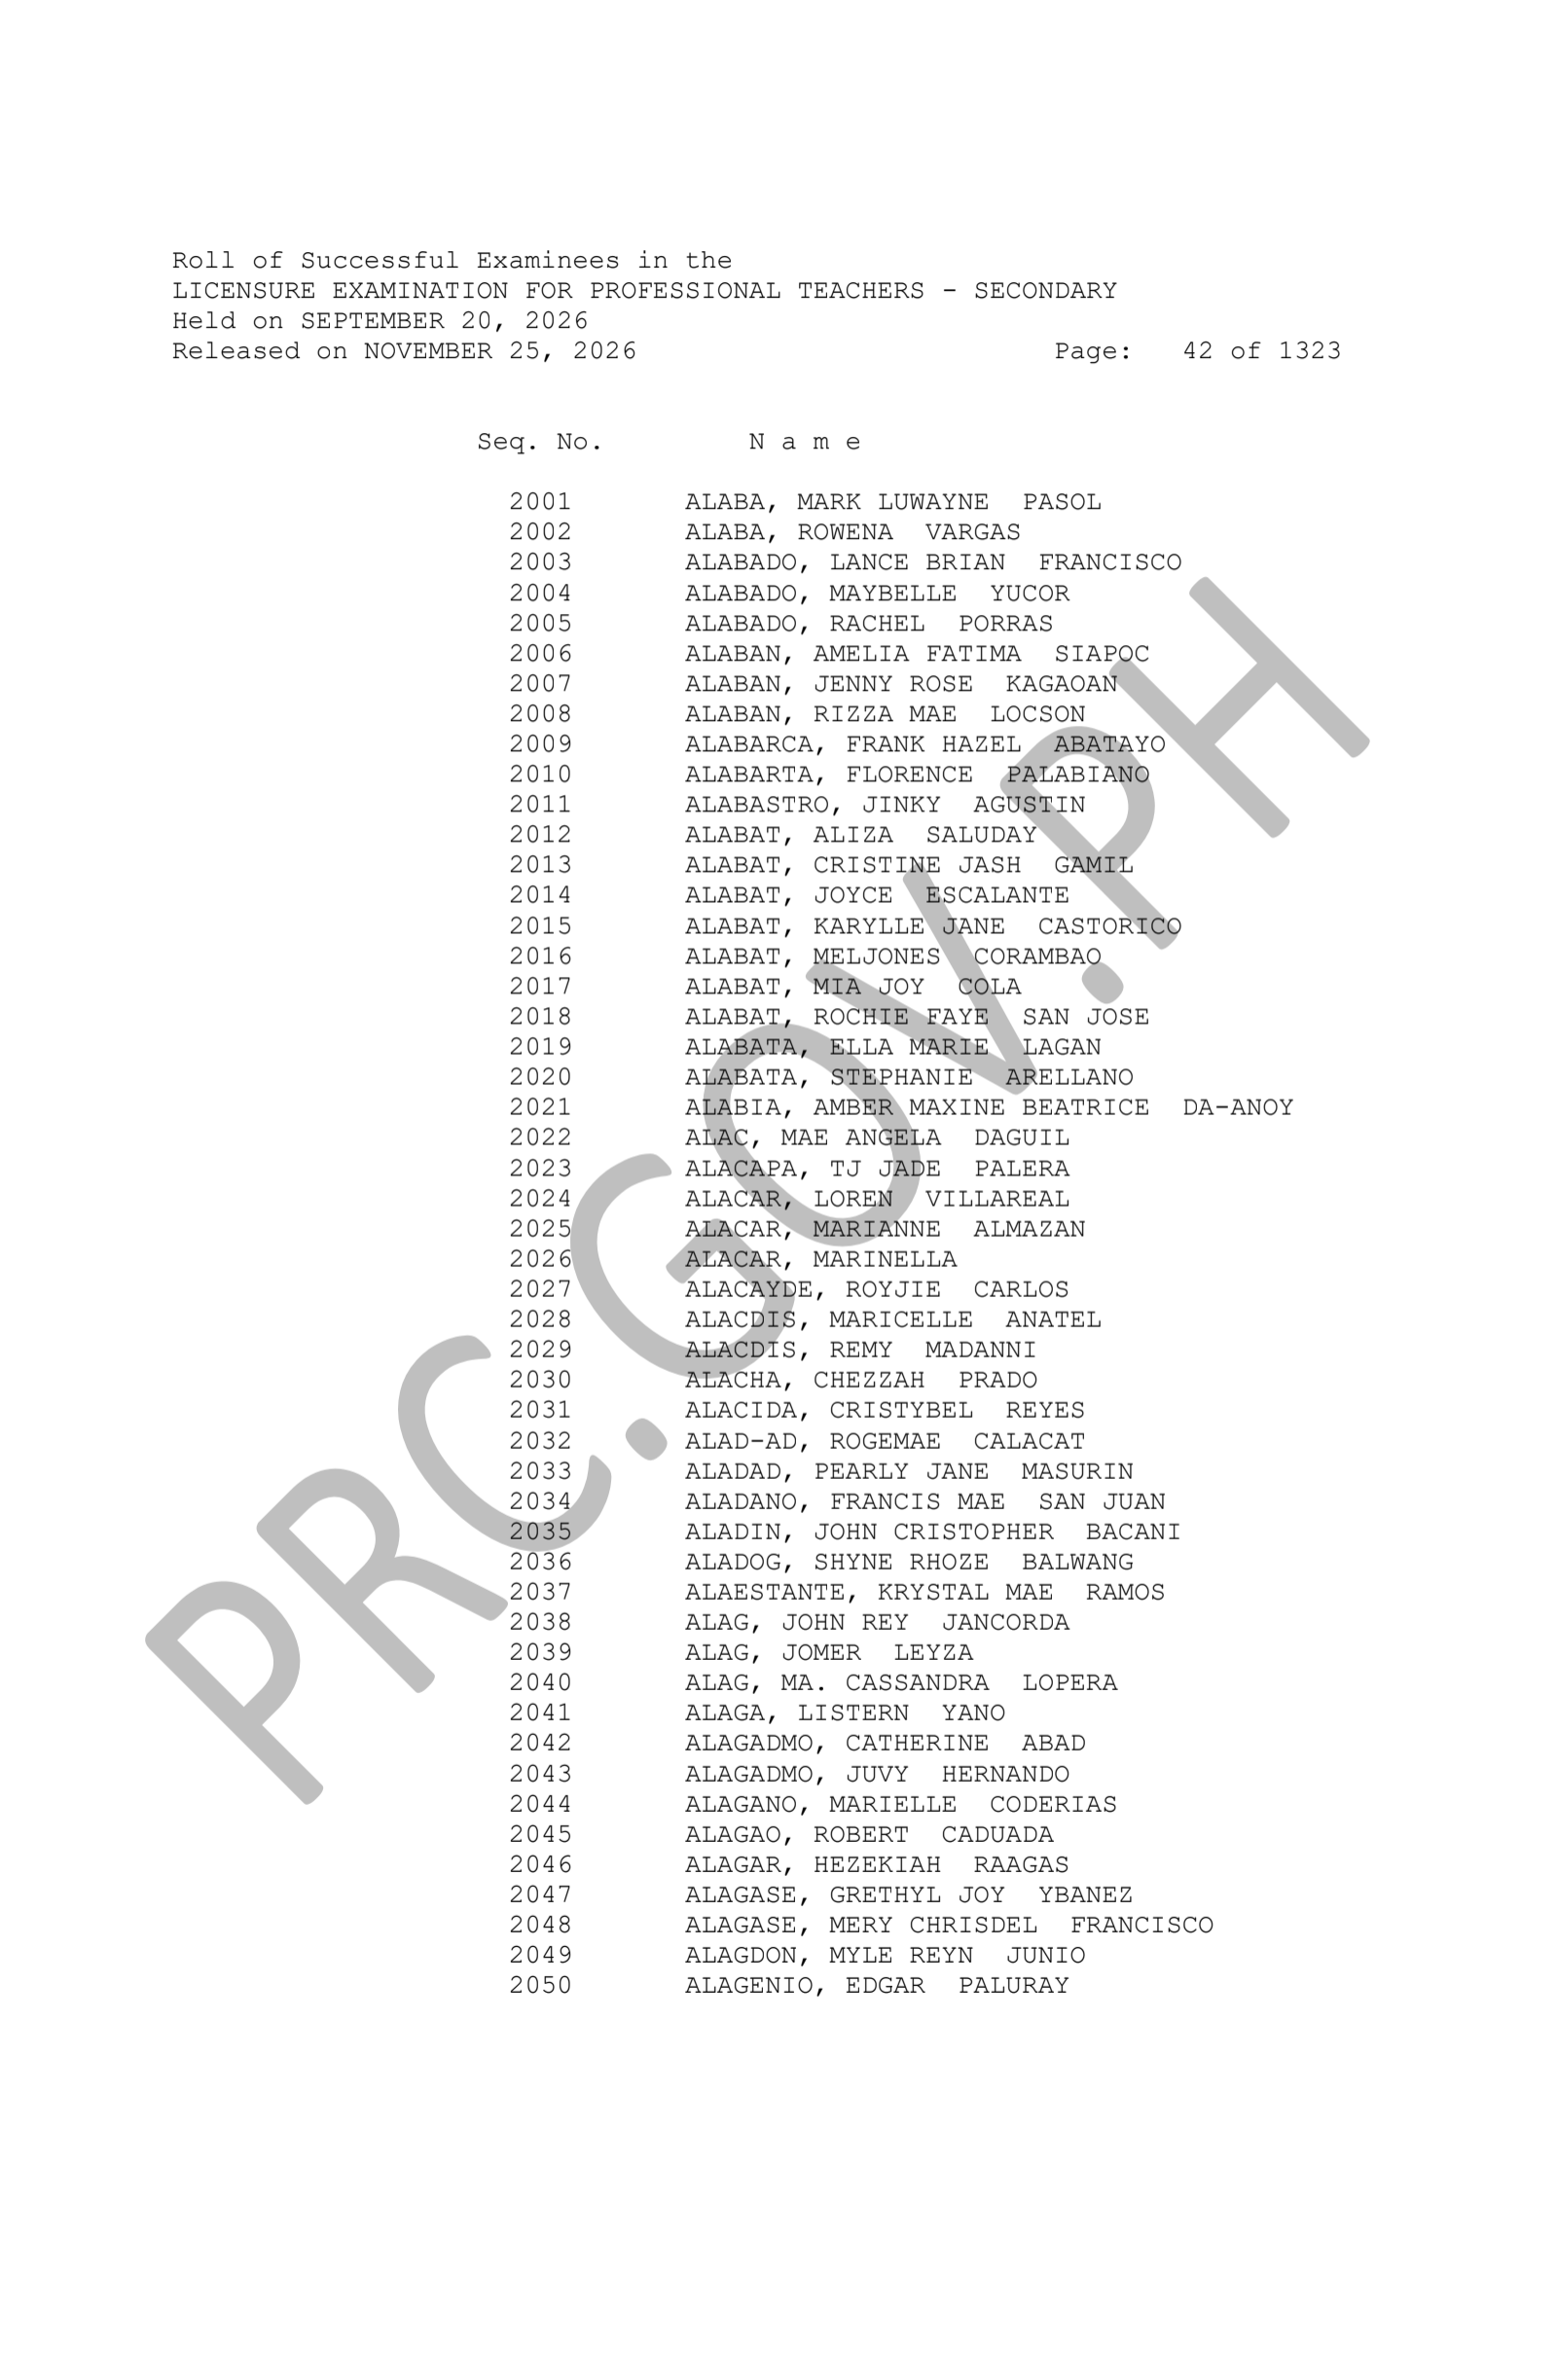 Roll of Successful Examinees in the
LICENSURE EXAMINATION FOR PROFESSIONAL TEACHERS - SECONDARY
Held on SEPTEMBER 20, 2026
Released on NOVEMBER 25, 2026 Page: 42 of 1323
Seq. No. N a m e
2001 ALABA, MARK LUWAYNE PASOL
2002 ALABA, ROWENA VARGAS
2003 ALABADO, LANCE BRIAN FRANCISCO
2004 ALABADO, MAYBELLE YUCOR
2005 ALABADO, RACHEL PORRAS
2006 ALABAN, AMELIA FATIMA SIAPOC
2007 ALABAN, JENNY ROSE KAGAOAN
2008 ALABAN, RIZZA MAE LOCSON
2009 ALABARCA, FRANK HAZEL ABATAYO
2010 ALABARTA, FLORENCE PALABIANO
2011 ALABASTRO, JINKY AGUSTIN
2012 ALABAT, ALIZA SALUDAY
2013 ALABAT, CRISTINE JASH GAMIL
2014 ALABAT, JOYCE ESCALANTE
2015 ALABAT, KARYLLE JANE CASTORICO
2016 ALABAT, MELJONES CORAMBAO
2017 ALABAT, MIA JOY COLA
2018 ALABAT, ROCHIE FAYE SAN JOSE
2019 ALABATA, ELLA MARIE LAGAN
2020 ALABATA, STEPHANIE ARELLANO
2021 ALABIA, AMBER MAXINE BEATRICE DA-ANOY
2022 ALAC, MAE ANGELA DAGUIL
2023 ALACAPA, TJ JADE PALERA
2024 ALACAR, LOREN VILLAREAL
2025 ALACAR, MARIANNE ALMAZAN
2026 ALACAR, MARINELLA
2027 ALACAYDE, ROYJIE CARLOS
2028 ALACDIS, MARICELLE ANATEL
2029 ALACDIS, REMY MADANNI
2030 ALACHA, CHEZZAH PRADO
2031 ALACIDA, CRISTYBEL REYES
2032 ALAD-AD, ROGEMAE CALACAT
2033 ALADAD, PEARLY JANE MASURIN
2034 ALADANO, FRANCIS MAE SAN JUAN
2035 ALADIN, JOHN CRISTOPHER BACANI
2036 ALADOG, SHYNE RHOZE BALWANG
2037 ALAESTANTE, KRYSTAL MAE RAMOS
2038 ALAG, JOHN REY JANCORDA
2039 ALAG, JOMER LEYZA
2040 ALAG, MA. CASSANDRA LOPERA
2041 ALAGA, LISTERN YANO
2042 ALAGADMO, CATHERINE ABAD
2043 ALAGADMO, JUVY HERNANDO
2044 ALAGANO, MARIELLE CODERIAS
2045 ALAGAO, ROBERT CADUADA
2046 ALAGAR, HEZEKIAH RAAGAS
2047 ALAGASE, GRETHYL JOY YBANEZ
2048 ALAGASE, MERY CHRISDEL FRANCISCO
2049 ALAGDON, MYLE REYN JUNIO
2050 ALAGENIO, EDGAR PALURAY
PRC.GOV.PH